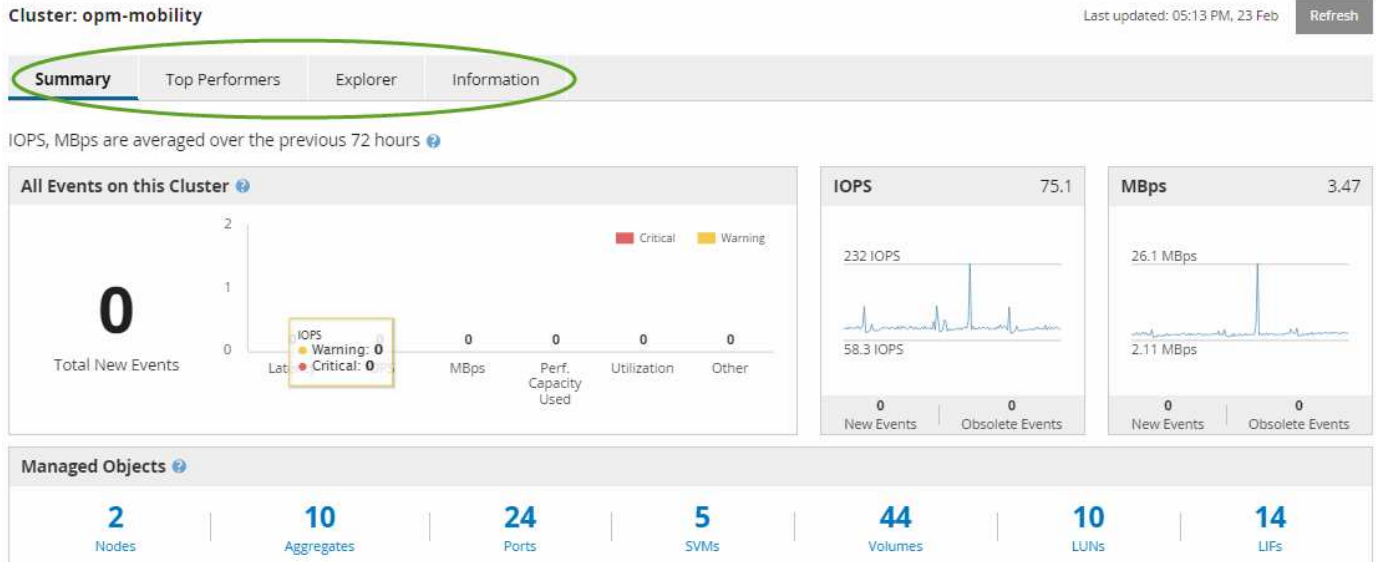 Cluster: opm-mobility
Last updated: 05:13 PM, 23 Feb
Refresh
Summary
Top Performers
Explorer
Information
IOPS, MBps are averaged over the previous 72 hours
All Events on this Cluster
0
Total New Events
2
1
0
Critical
Warning
IOPS
Warning: 0
Critical: 0
0
0
0
0
MBps
Perf.
Capacity
Used
Utilization
Other
IOPS
75.1
232 IOPS
58.3 IOPS
0
New Events
0
Obsolete Events
MBps
3.47
26.1 MBps
2.11 MBps
0
New Events
0
Obsolete Events
Managed Objects
2
Nodes
10
Aggregates
24
Ports
5
SVMs
44
Volumes
10
LUNs
14
LIFs